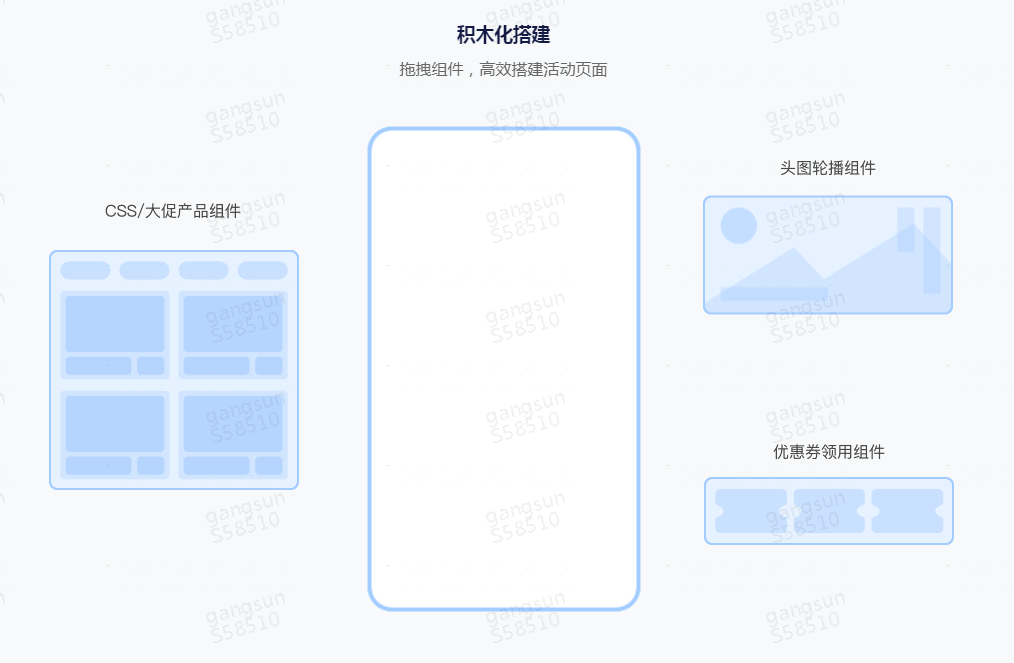 积木化搭建
拖拽组件，高效搭建活动页面
头图轮播组件
CSS/大促产品组件
优惠券领用组件
gangsun
S58510